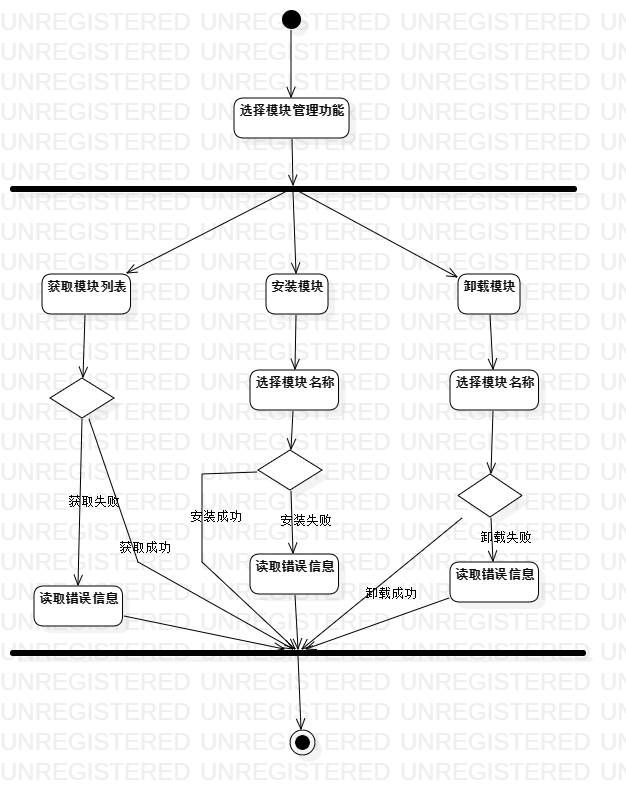 选择模块管理功能
获取模块列表
安装模块
卸载模块
选择模块名称
选择模块名称
获取失败
安装成功
安装失败
卸载失败
获取成功
读取错误信息
读取错误信息
卸载成功
读取错误信息
UNREGISTERED